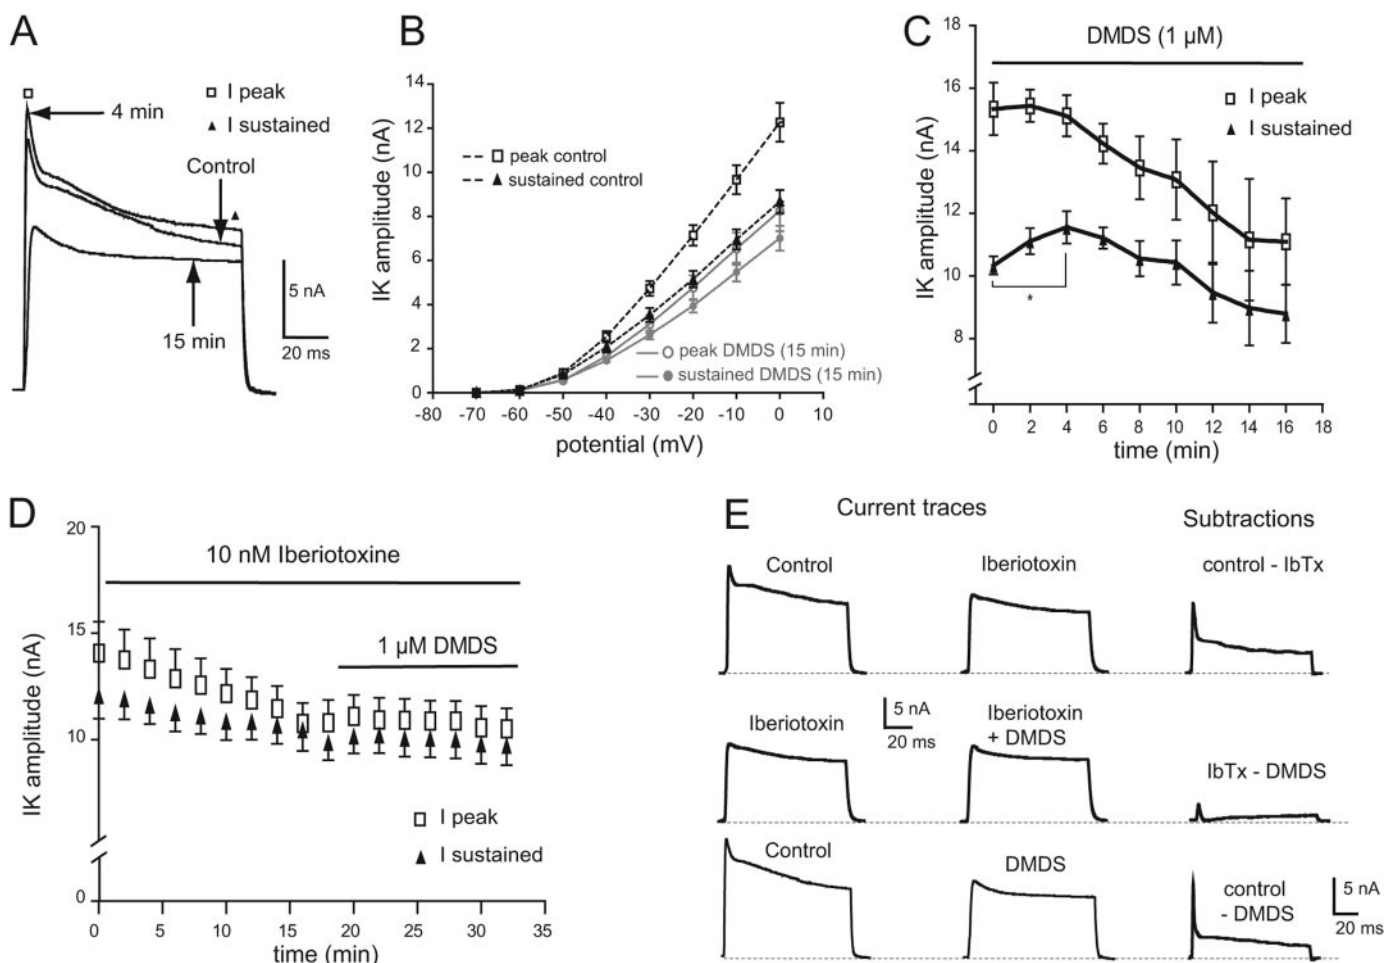 A
I peak
4 min
I sustained
Control
5 nA
15 min
20 ms
B
IK amplitude (nA)
14
12
10
8
6
4
2
0
peak control
sustained control
peak DMDS (15 min)
sustained DMDS (15 min)
-80 -70 -60 -50 -40 -30 -20 -10 0 10
potential (mV)
C
IK amplitude (nA)
18
16
14
12
10
8
DMDS (1 µM)
I peak
I sustained
*
0 2 4 6 8 10 12 14 16 18
time (min)
D
IK amplitude (nA)
20
15
10
0
10 nM Iberiotoxine
1 µM DMDS
I peak
I sustained
0 5 10 15 20 25 30 35
time (min)
E
Current traces
Subtractions
Control
Iberiotoxin
control - IbTx
5 nA
20 ms
Iberiotoxin
Iberiotoxin
+ DMDS
IbTx - DMDS
Control
DMDS
control
- DMDS
5 nA
20 ms